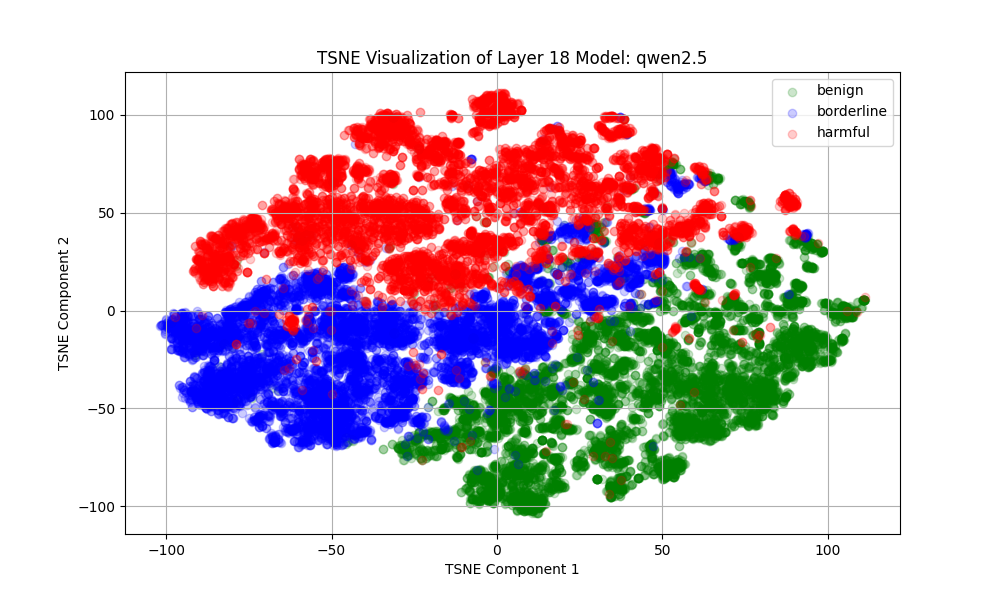 TSNE Visualization of Layer 18 Model: qwen2.5
benign
borderline
harmful
TSNE Component 2
100
50
0
−50
−100
−100
−50
0
50
100
TSNE Component 1